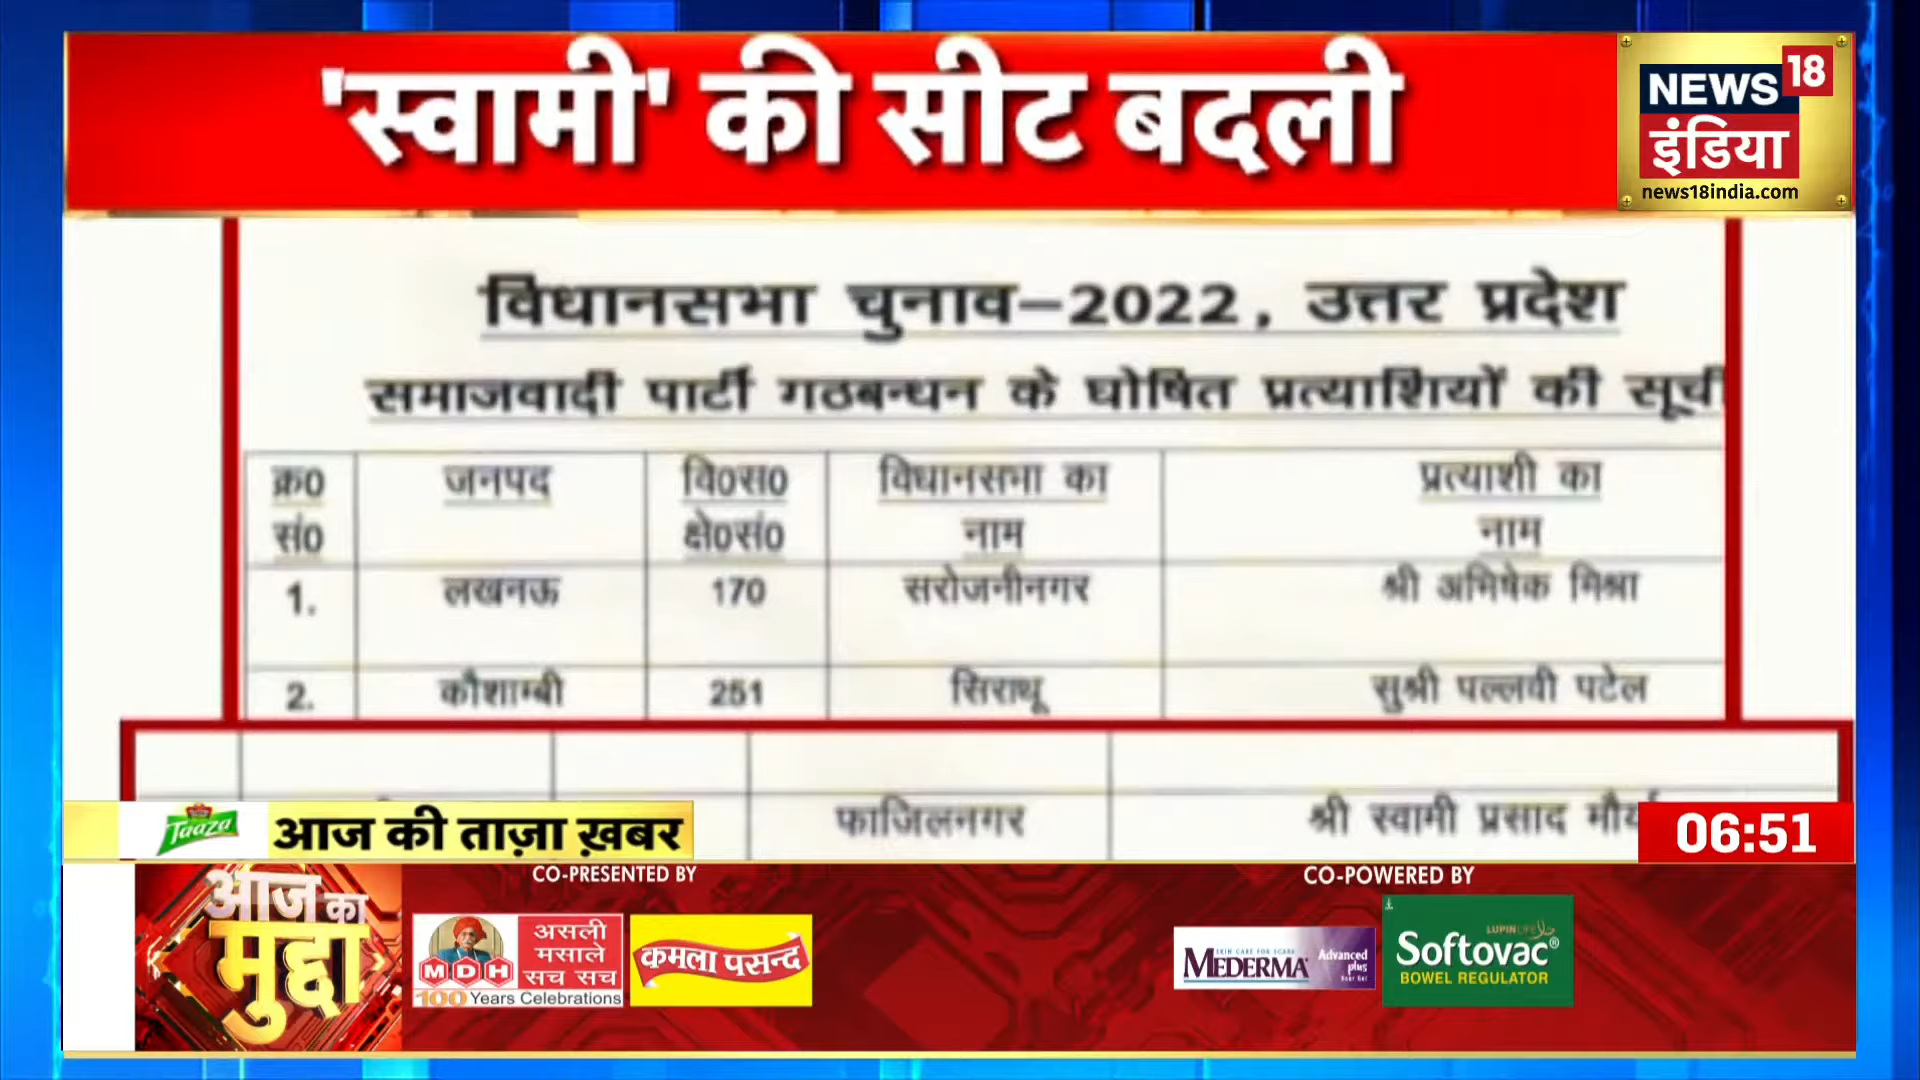 'स्वामी' की सीट बदली
NEWS 18
इंडिया
news18india.com
विधानसभा चुनाव–2022, उत्तर प्रदेश
समाजवादी पार्टी गठबन्धन के घोषित प्रत्याशियों की सूची
क्र0 सं0 जनपद वि0स0 क्षे0सं0 विधानसभा का नाम प्रत्याशी का नाम
1. लखनऊ 170 सरोजनीनगर श्री अभिषेक मिश्रा
2. कौशाम्बी 251 सिराथू सुश्री पल्लवी पटेल
फाजिलनगर श्री स्वामी प्रसाद
Taaza आज की ताज़ा ख़बर
06:51
आज का
मुद्दा
CO-PRESENTED BY
MDH
असली
मसाले
सच सच
100 Years Celebrations
कमला पसन्द
CO-POWERED BY
SKIN CARE FOR SCARS
MEDERMA
Advanced
plus
LUPINLIFE
Softovac®
BOWEL REGULATOR